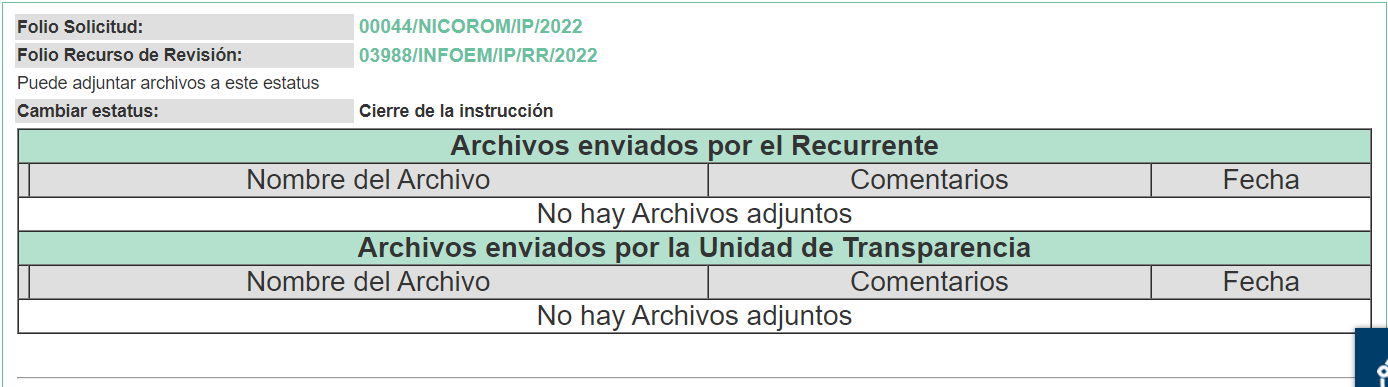 Folio Solicitud: 00044/NICOROM/IP/2022
Folio Recurso de Revisión: 03988/INFOEM/IP/RR/2022
Puede adjuntar archivos a este estatus
Cambiar estatus: Cierre de la instrucción
Archivos enviados por el Recurrente
Nombre del Archivo Comentarios Fecha
No hay Archivos adjuntos
Archivos enviados por la Unidad de Transparencia
Nombre del Archivo Comentarios Fecha
No hay Archivos adjuntos